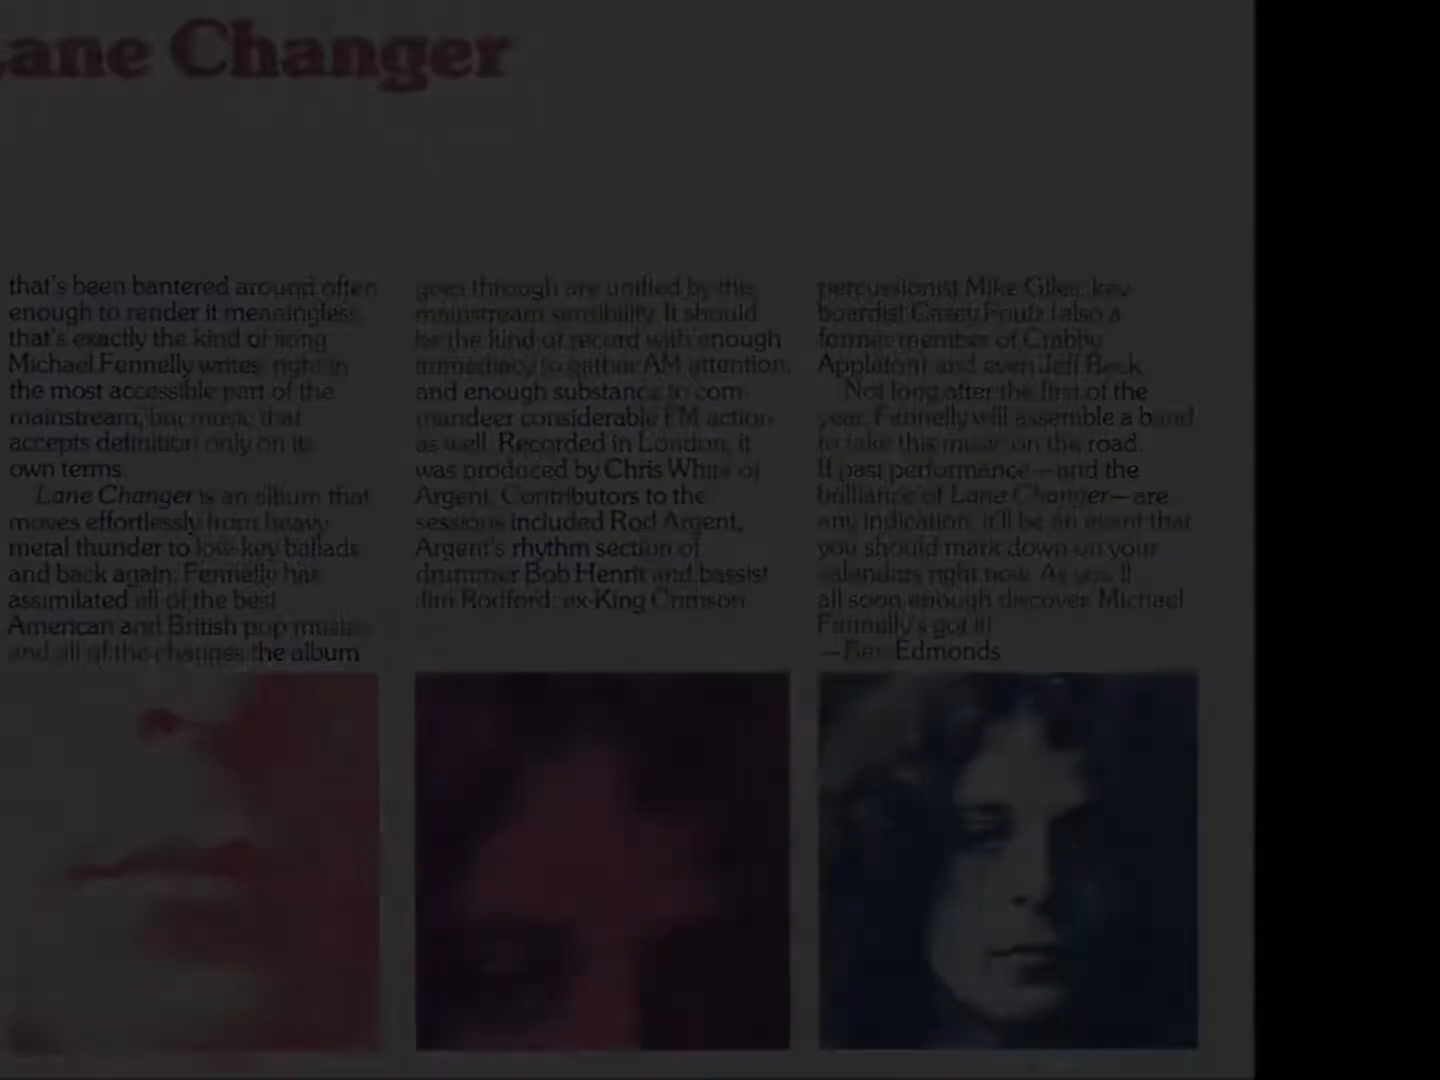 Lane Changer
that's been bantered around often
enough to render it meaningless,
that's exactly the kind of song
Michael Fennelly writes: right in
the most accessible part of the
mainstream, but music that
accepts definition only on its
own terms.
Lane Changer is an album that
moves effortlessly from heavy
metal thunder to low-key ballads
and back again. Fennelly has
assimilated all of the best
American and British pop music,
and all of the changes the album
goes through are unified by this
mainstream sensibility. It should
be the kind of record with enough
immediacy to gather AM attention,
and enough substance to com-
mandeer considerable FM action
as well. Recorded in London, it
was produced by Chris White of
Argent. Contributors to the
sessions included Rod Argent,
Argent's rhythm section of
drummer Bob Henrit and bassist
Jim Rodford; ex-King Crimson
percussionist Mike Giles; key-
boardist Casey Foutz (also a
former member of Crabby
Appleton) and even Jeff Beck.
Not long after the first of the
year, Fennelly will assemble a band
to take this music on the road.
If past performance—and the
brilliance of Lane Changer—are
any indication, it'll be an event that
you should mark down on your
calendars right now. As you'll
all soon enough discover, Michael
Fennelly's got it!
—Ben Edmonds